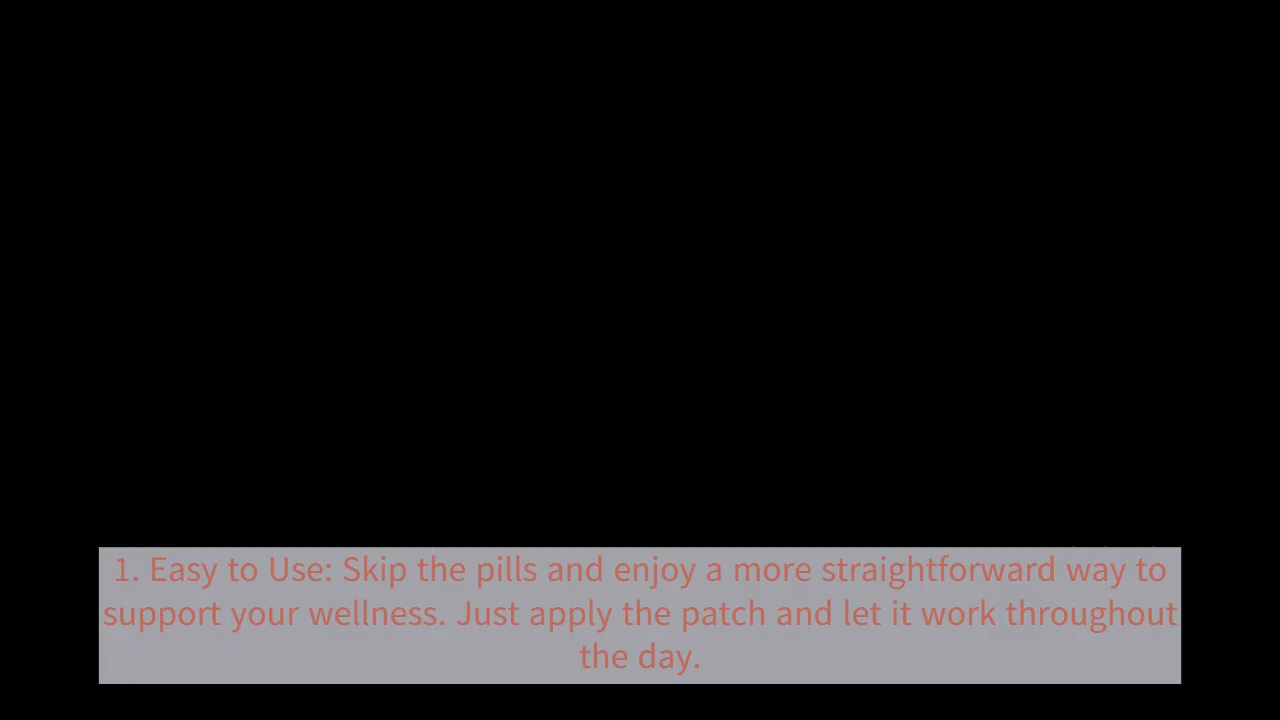 1. Easy to Use: Skip the pills and enjoy a more straightforward way to
support your wellness. Just apply the patch and let it work throughout
the day.